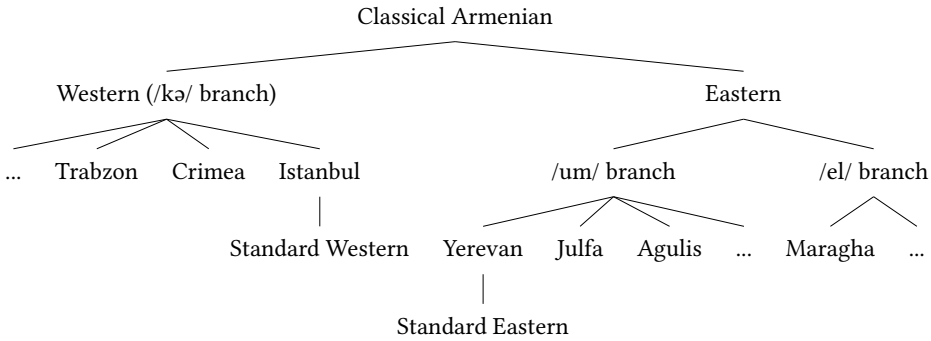 Classical Armenian
Western (/kə/ branch) Eastern
... Trabzon Crimea Istanbul /um/ branch /el/ branch
Standard Western Yerevan Julfa Agulis ... Maragha ...
Standard Eastern